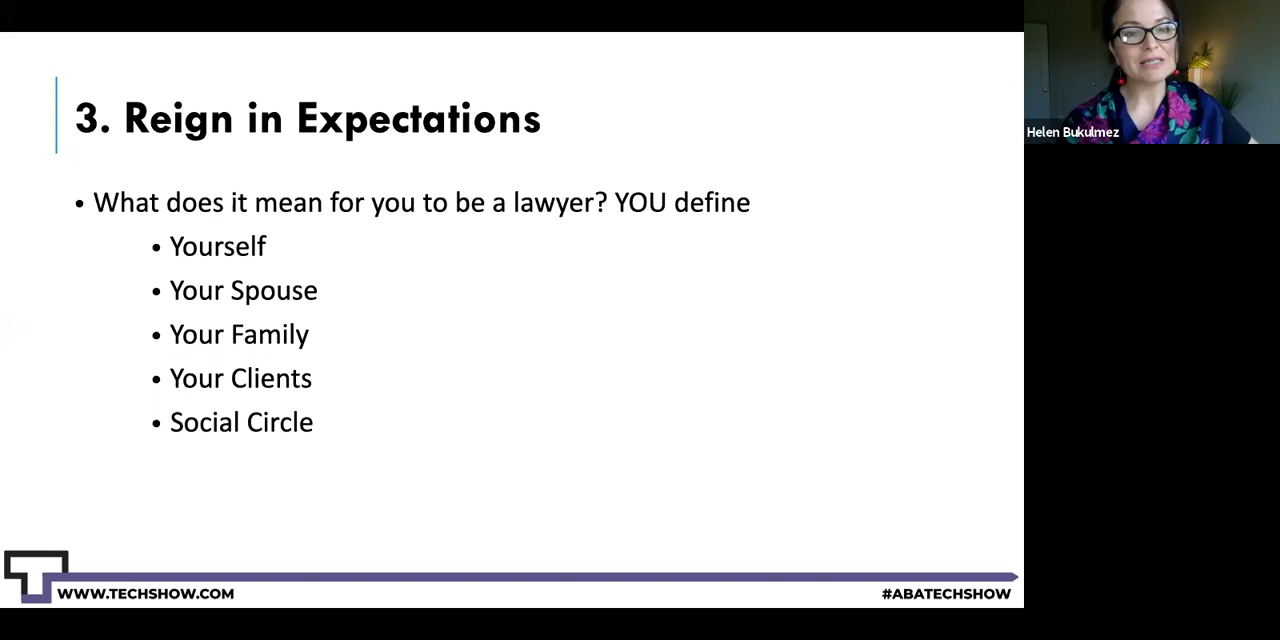 3. Reign in Expectations
• What does it mean for you to be a lawyer? YOU define
• Yourself
• Your Spouse
• Your Family
• Your Clients
• Social Circle
WWW.TECHSHOW.COM
#ABATECHSHOW
Helen Bukulmez